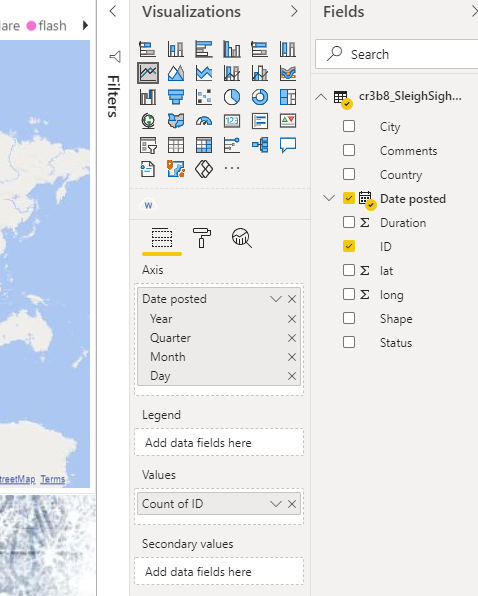 lare flash
treetMap Terms
Filters
Visualizations
123
W
Axis
Date posted
Year
Quarter
Month
Day
Legend
Add data fields here
Values
Count of ID
Secondary values
Add data fields here
Fields
Search
cr3b8_SleighSigh...
City
Comments
Country
Date posted
Σ Duration
ID
Σ lat
Σ long
Shape
Status